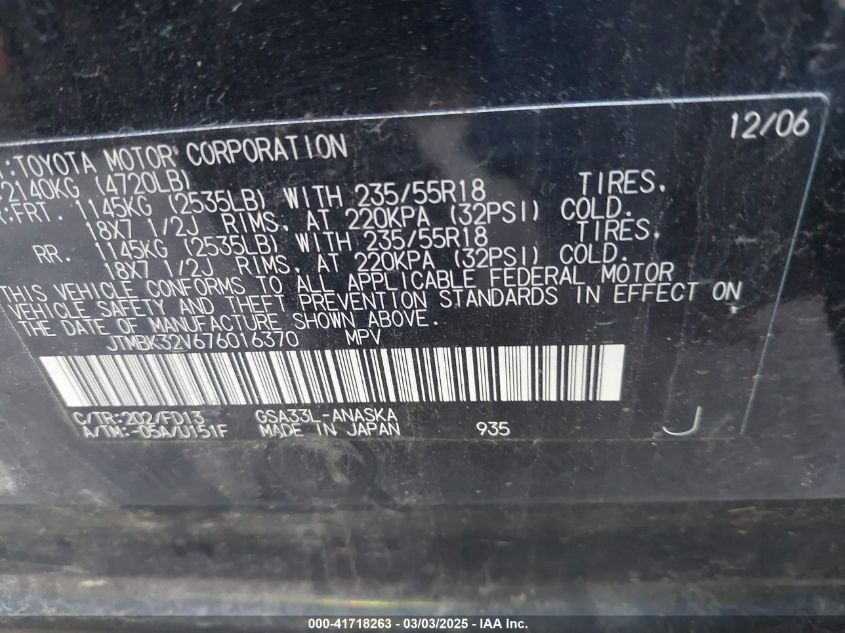 12/06
:TOYOTA MOTOR CORPORATION
2140KG (4720LB)
:FRT. 1145KG (2535LB) WITH 235/55R18 TIRES.
18X7 1/2J RIMS, AT 220KPA (32PSI) COLD.
RR. 1145KG (2535LB) WITH 235/55R18 TIRES.
18X7 1/2J RIMS, AT 220KPA (32PSI) COLD.
THIS VEHICLE CONFORMS TO ALL APPLICABLE FEDERAL MOTOR
VEHICLE SAFETY AND THEFT PREVENTION STANDARDS IN EFFECT ON
THE DATE OF MANUFACTURE SHOWN ABOVE.
JTMBK32V676016370 MPV
C/TR:202/FD13 GSA33L-ANASKA
A/TM:-05A/U151F MADE IN JAPAN 935 J
000-41718263 - 03/03/2025 - IAA Inc.